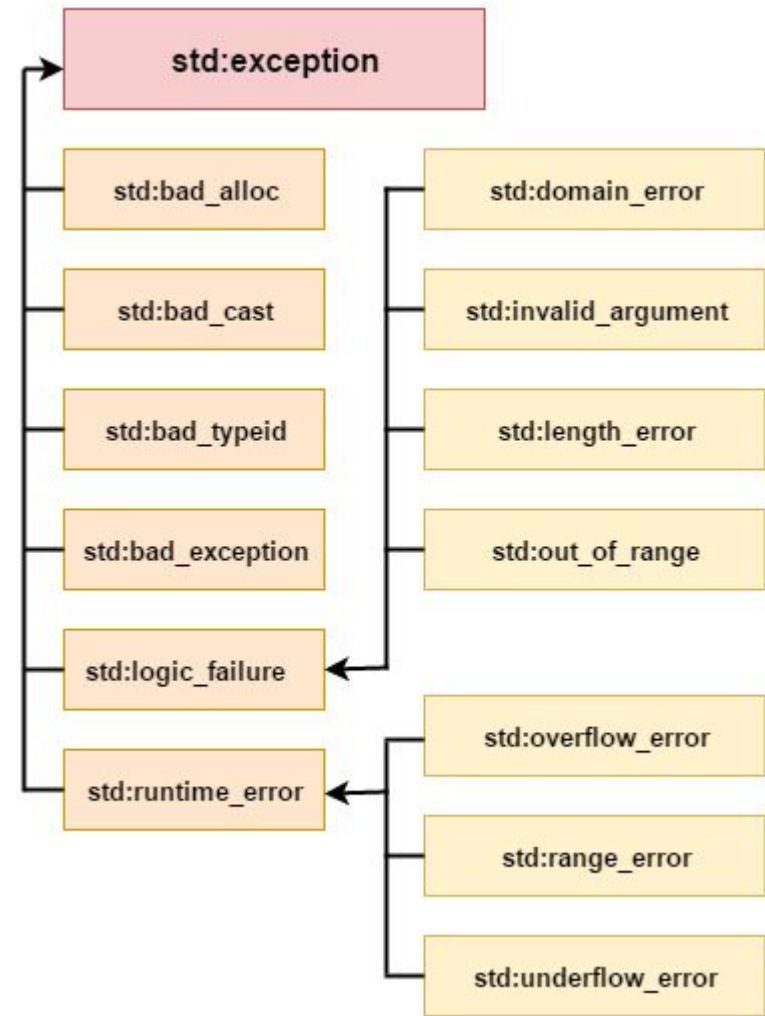 std:exception
std:bad_alloc
std:bad_cast
std:bad_typeid
std:bad_exception
std:logic_failure
std:runtime_error
std:domain_error
std:invalid_argument
std:length_error
std:out_of_range
std:overflow_error
std:range_error
std:underflow_error